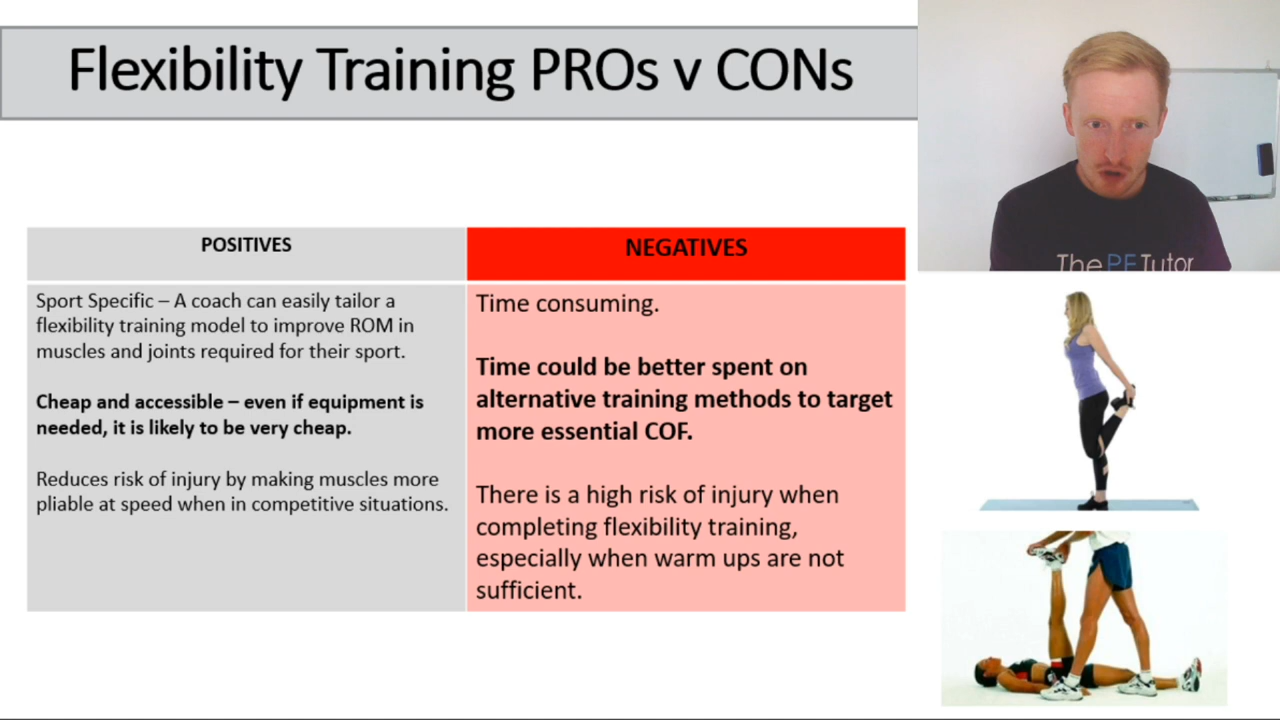 Flexibility Training PROs v CONs
POSITIVES
NEGATIVES
Sport Specific – A coach can easily tailor a
flexibility training model to improve ROM in
muscles and joints required for their sport.
Cheap and accessible – even if equipment is
needed, it is likely to be very cheap.
Reduces risk of injury by making muscles more
pliable at speed when in competitive situations.
Time consuming.
Time could be better spent on
alternative training methods to target
more essential COF.
There is a high risk of injury when
completing flexibility training,
especially when warm ups are not
sufficient.
The PE Tutor